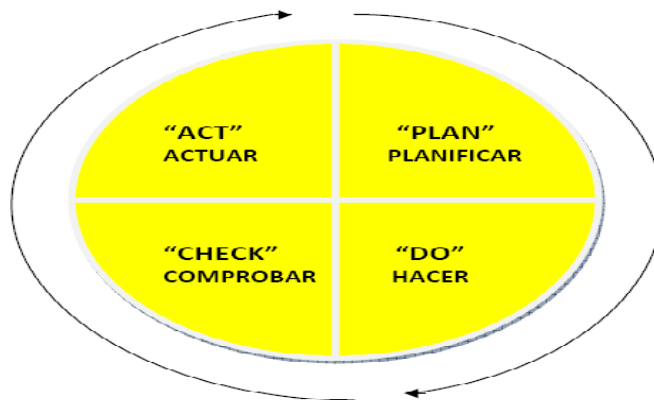 “ACT”
ACTUAR
“PLAN”
PLANIFICAR
“CHECK”
COMPROBAR
“DO”
HACER